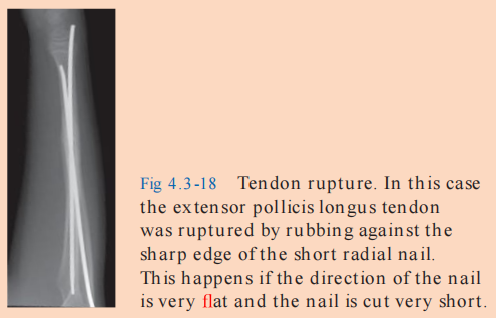 Fig 4.3-18 Tendon rupture. In this case
the extensor pollicis longus tendon
was ruptured by rubbing against the
sharp edge of the short radial nail.
This happens if the direction of the nail
is very flat and the nail is cut very short.